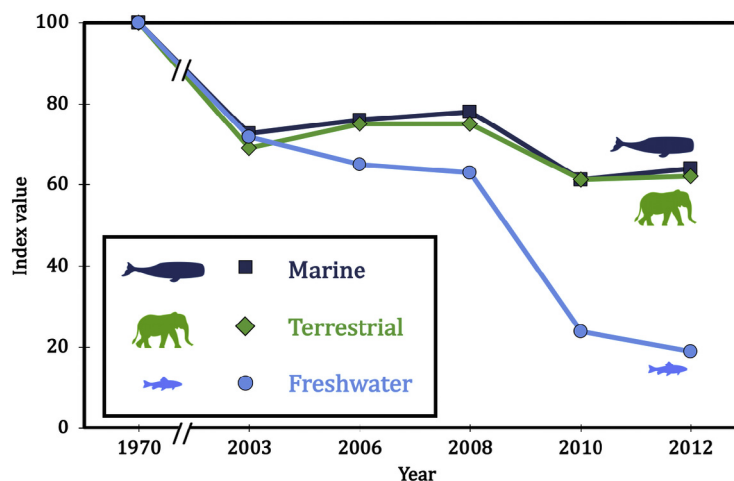 100
80
60
40
20
0
Index value
Marine
Terrestrial
Freshwater
1970 // 2003 2006 2008 2010 2012
Year